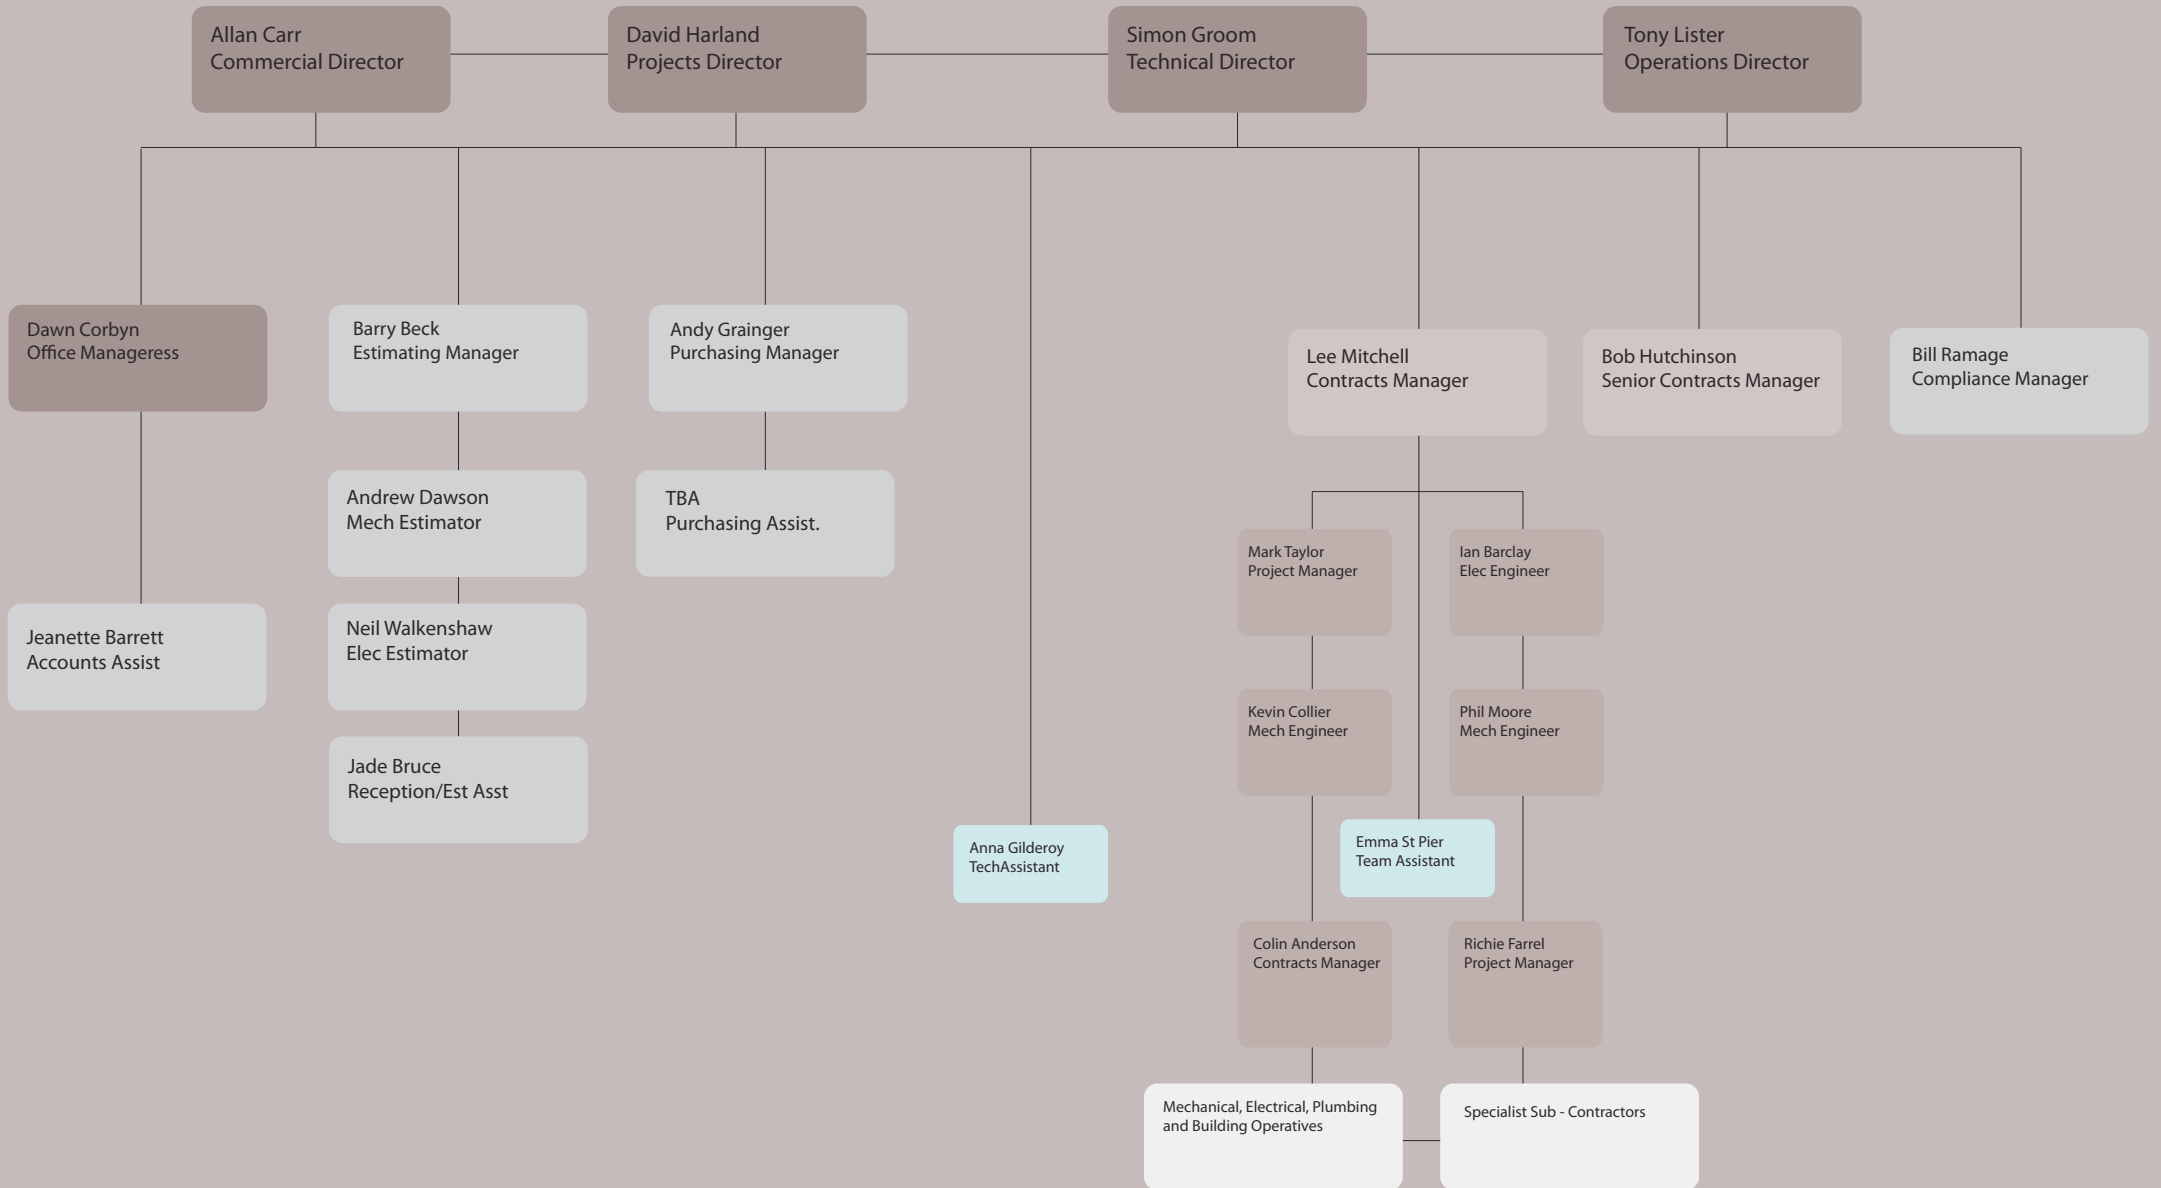 Allan Carr
Commercial Director
David Harland
Projects Director
Simon Groom
Technical Director
Tony Lister
Operations Director
Dawn Corbyn
Office Manageress
Barry Beck
Estimating Manager
Andy Grainger
Purchasing Manager
Lee Mitchell
Contracts Manager
Bob Hutchinson
Senior Contracts Manager
Bill Ramage
Compliance Manager
Andrew Dawson
Mech Estimator
TBA
Purchasing Assist.
Mark Taylor
Project Manager
Ian Barclay
Elec Engineer
Jeanette Barrett
Accounts Assist
Neil Walkenshaw
Elec Estimator
Kevin Collier
Mech Engineer
Phil Moore
Mech Engineer
Jade Bruce
Reception/Est Asst
Anna Gilderoy
TechAssistant
Emma St Pier
Team Assistant
Colin Anderson
Contracts Manager
Richie Farrel
Project Manager
Mechanical, Electrical, Plumbing
and Building Operatives
Specialist Sub - Contractors